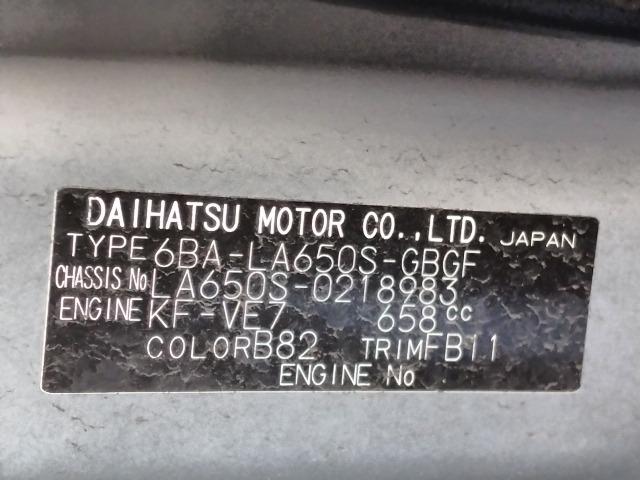 DAIHATSU MOTOR CO.,LTD. JAPAN
TYPE 6BA-LA650S-GBGF
CHASSIS No LA650S-0218983
ENGINE KF-VE7 658cc
COLOR B82 TRIM FB11
ENGINE No